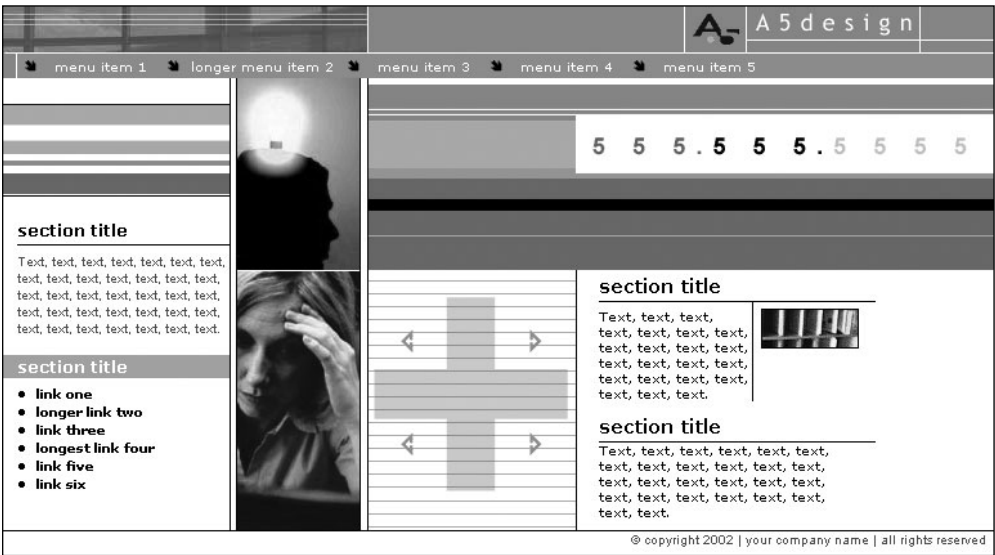 A5design
menu item 1 longer menu item 2 menu item 3 menu item 4 menu item 5
5 5 5 . 5 5 5 . 5 5 5 5
section title
Text, text, text, text, text, text, text,
text, text, text, text, text, text, text,
text, text, text, text, text, text, text,
text, text, text, text, text, text, text,
text, text, text, text, text, text, text.
section title
link one
longer link two
link three
longest link four
link five
link six
section title
Text, text, text,
text, text, text, text,
text, text, text, text,
text, text, text, text,
text, text, text, text,
text, text, text.
section title
Text, text, text, text, text, text,
text, text, text, text, text, text,
text, text, text, text, text, text,
text, text, text, text, text, text,
text, text.
© copyright 2002 | your company name | all rights reserved